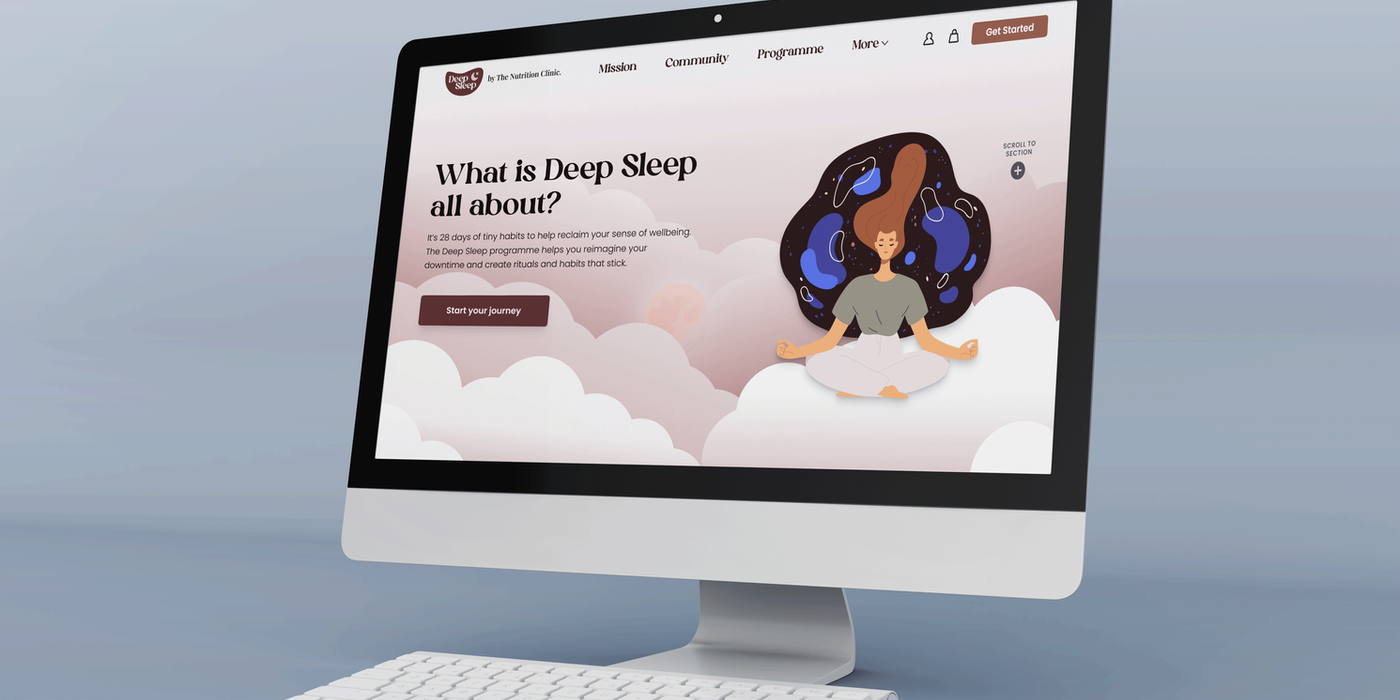 Deep
Sleep
by The Nutrition Clinic.
Mission
Community
Programme
More
Get Started
SCROLL TO
SECTION
What is Deep Sleep
all about?
It's 28 days of tiny habits to help reclaim your sense of wellbeing.
The Deep Sleep programme helps you reimagine your
downtime and create rituals and habits that stick.
Start your journey